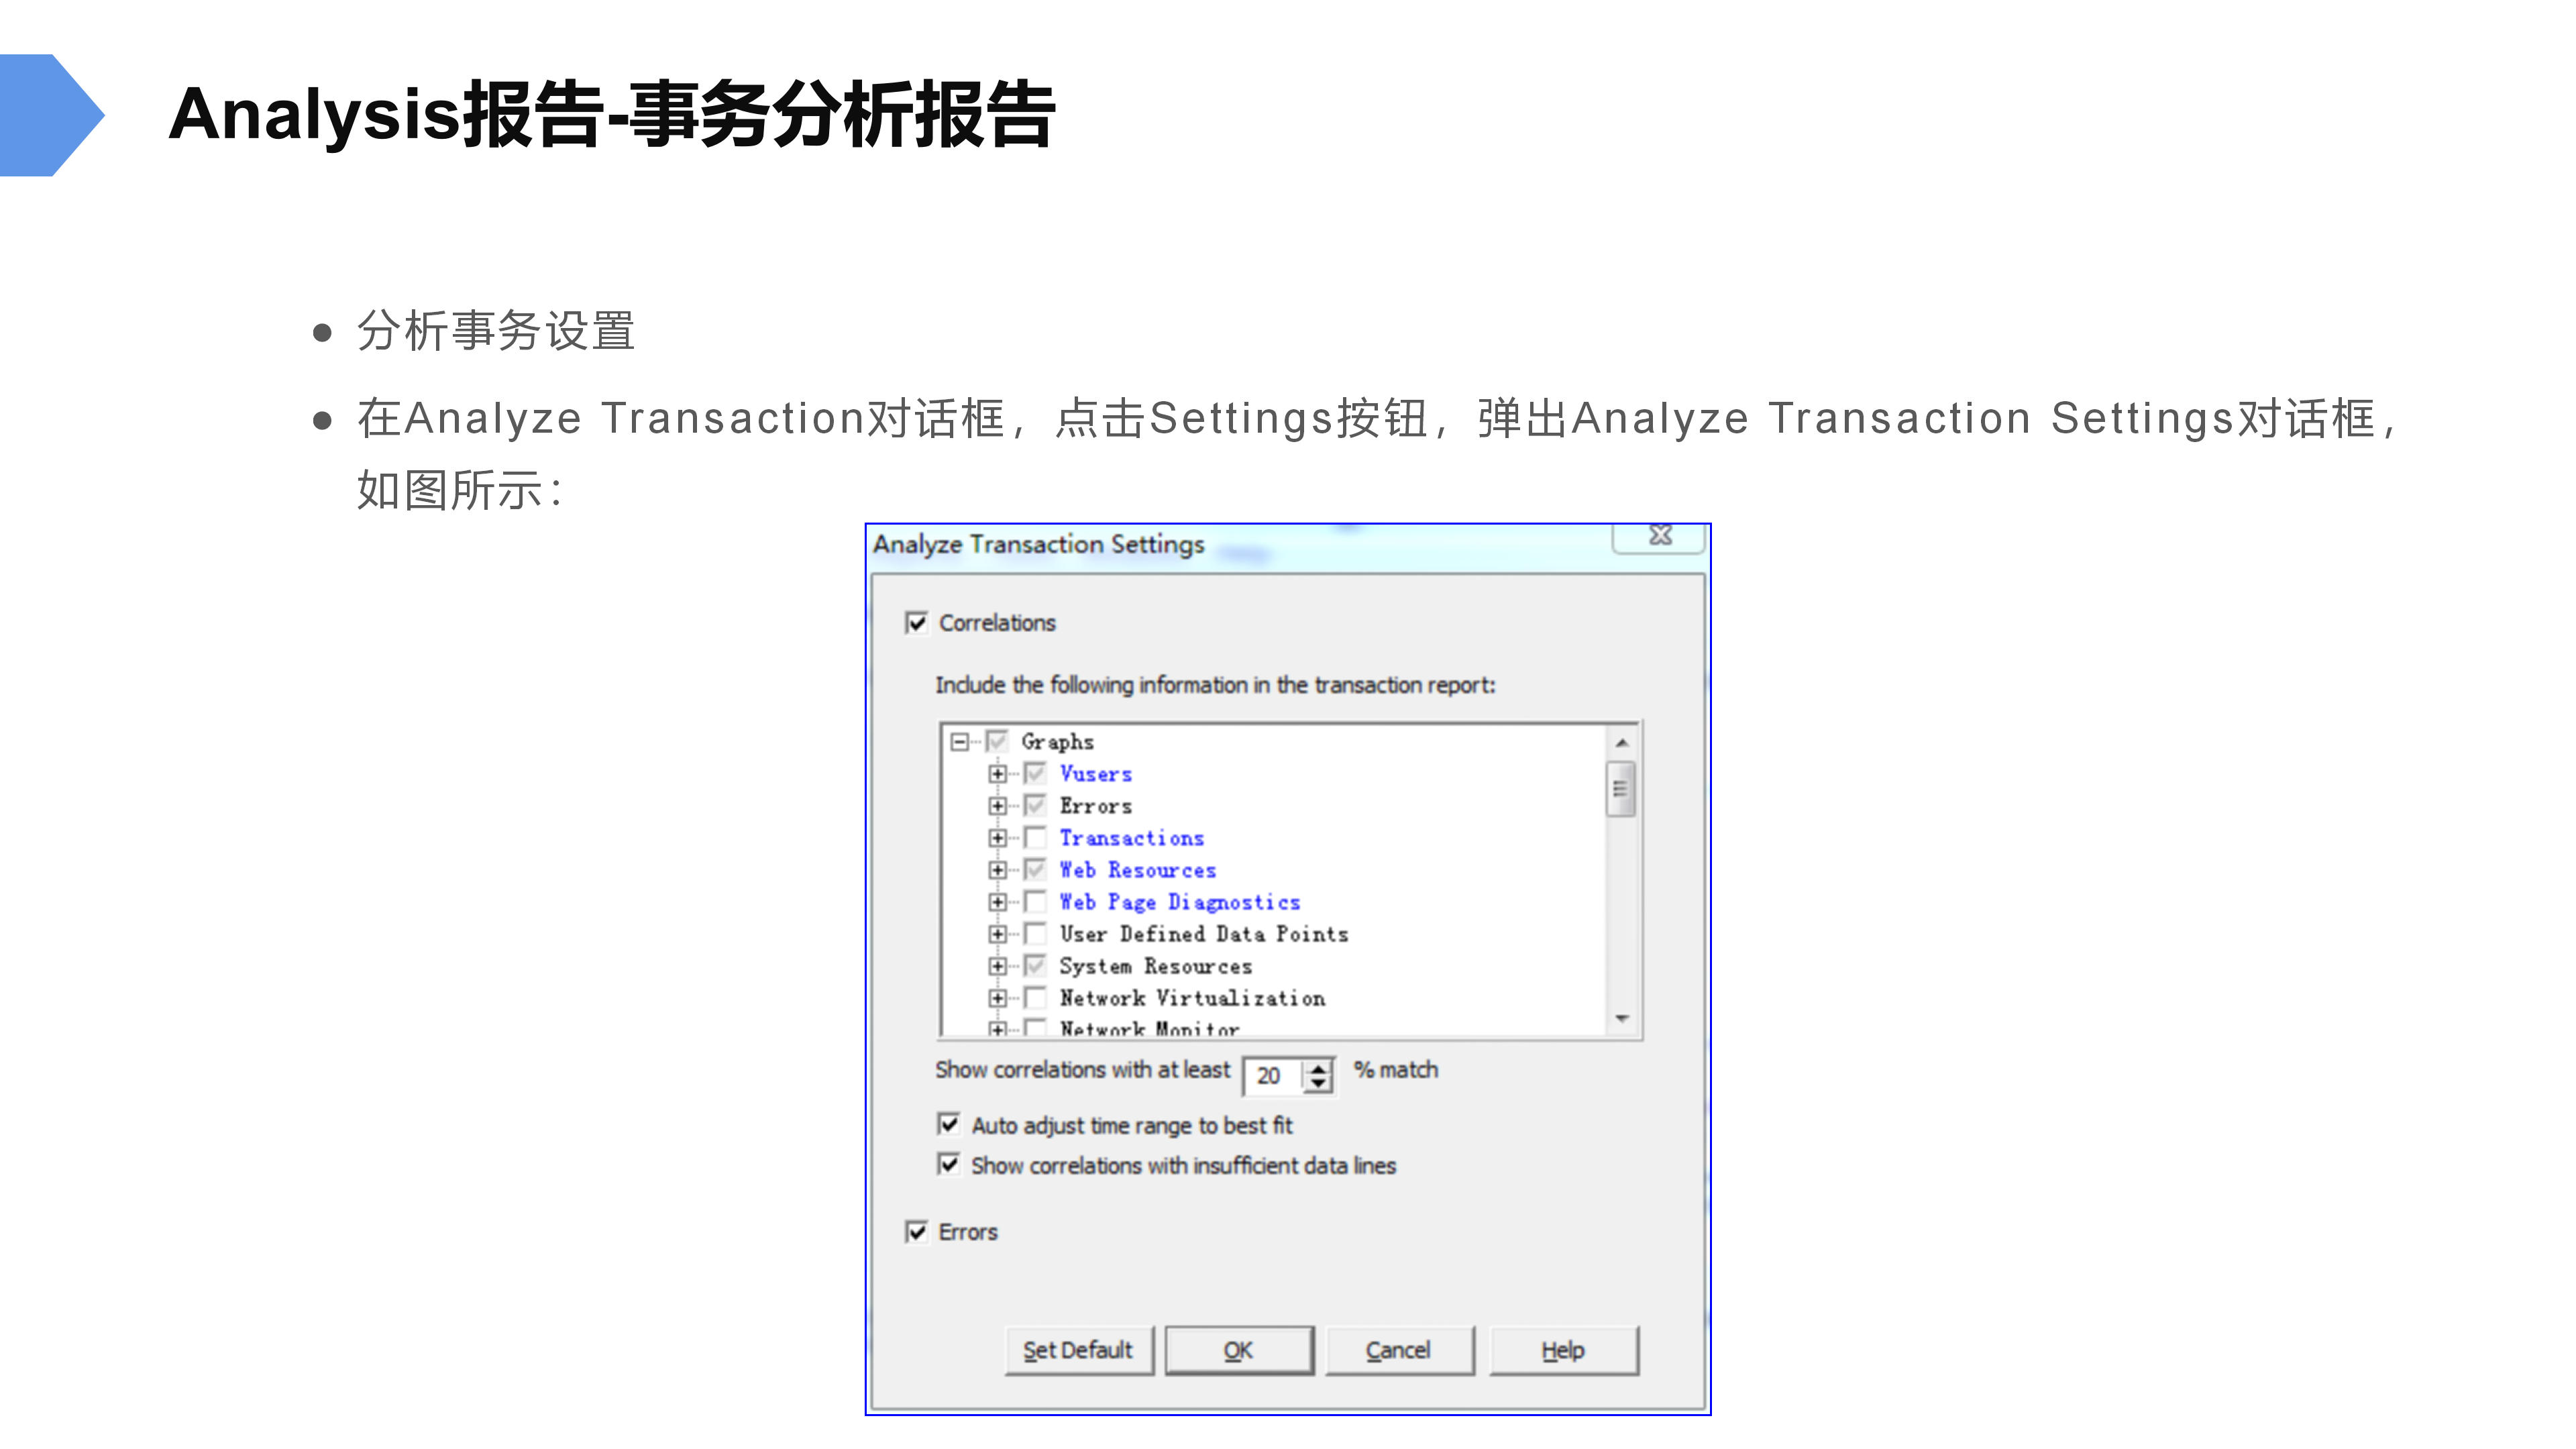 Analysis报告-事务分析报告
● 分析事务设置
● 在Analyze Transaction对话框，点击Settings按钮，弹出Analyze Transaction Settings对话框，
如图所示：
Analyze Transaction Settings
Correlations
Include the following information in the transaction report:
Graphs
Vusers
Errors
Transactions
Web Resources
Web Page Diagnostics
User Defined Data Points
System Resources
Network Virtualization
Network Monitor
Show correlations with at least 20 % match
Auto adjust time range to best fit
Show correlations with insufficient data lines
Errors
Set Default OK Cancel Help